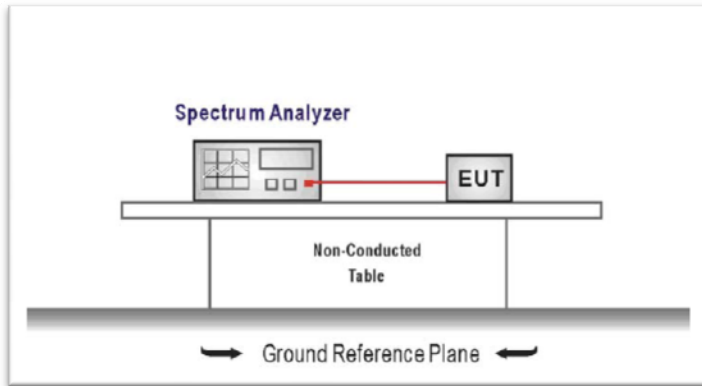 Spectrum Analyzer
EUT
Non-Conducted
Table
Ground Reference Plane